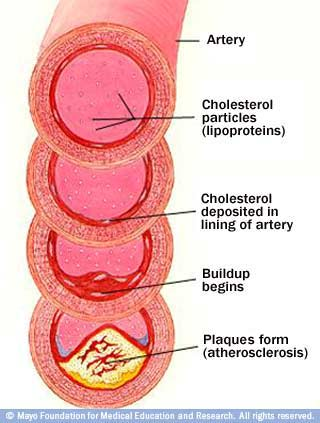 Artery
Cholesterol
particles
(lipoproteins)
Cholesterol
deposited in
lining of artery
Buildup
begins
Plaques form
(atherosclerosis)
© Mayo Foundation for Medical Education and Research. All rights reserved.